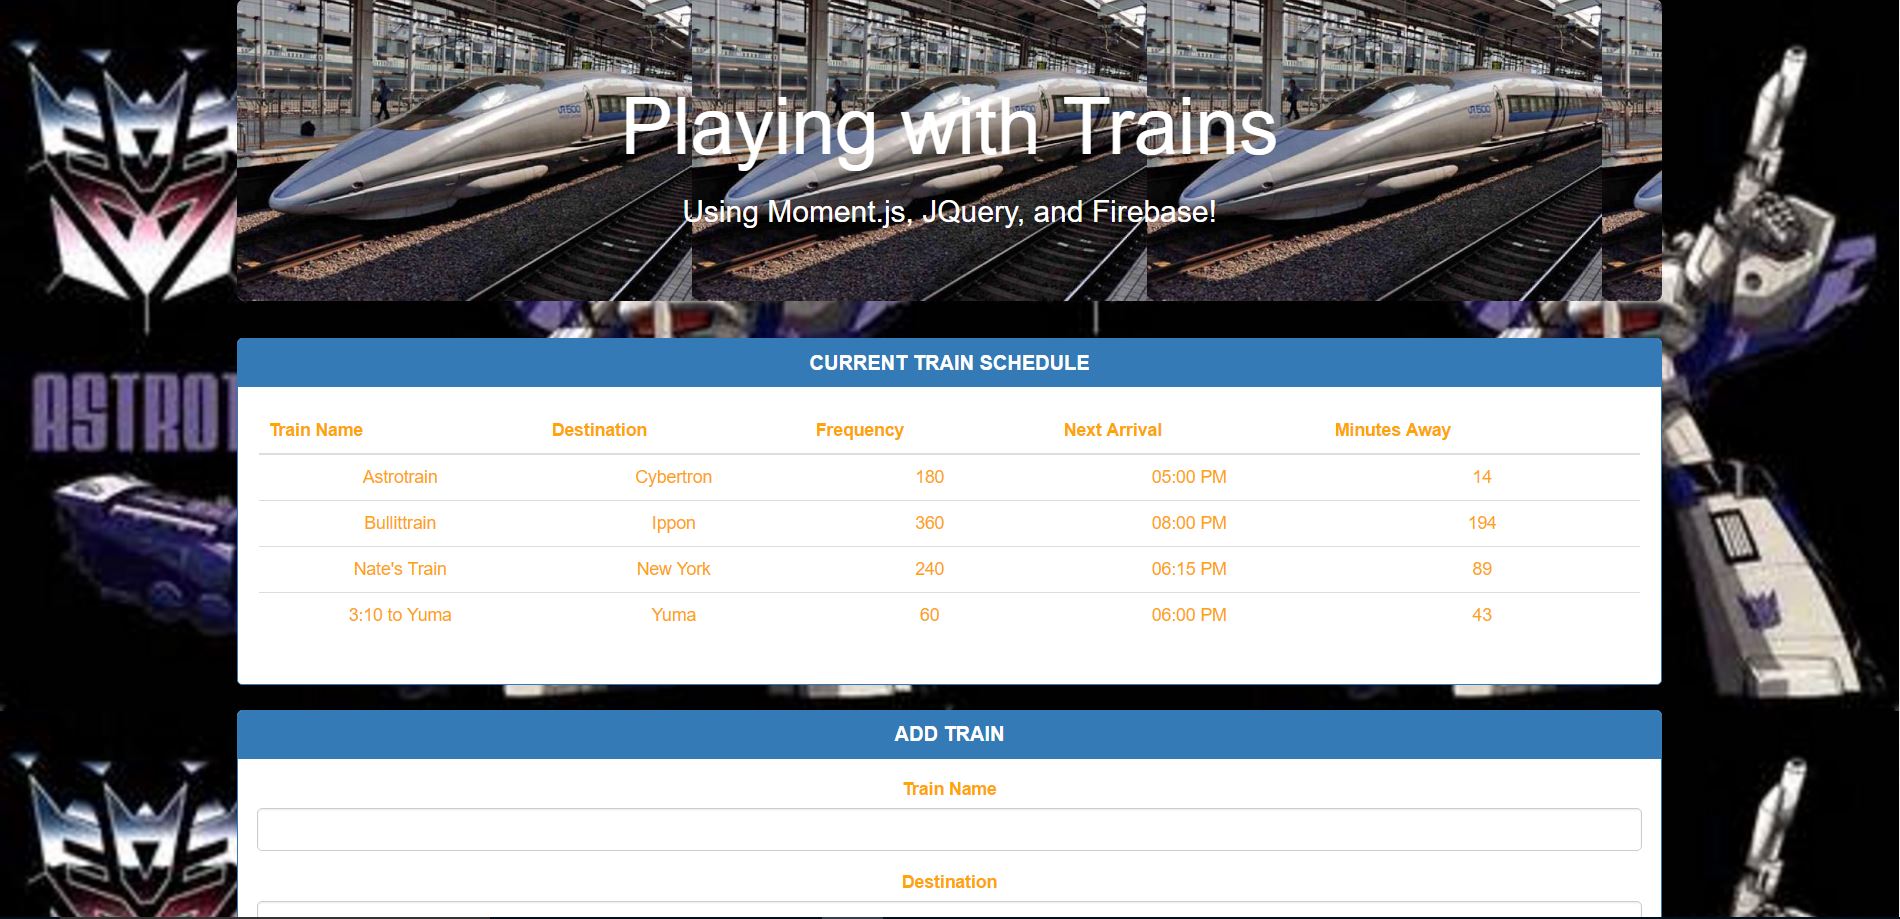 Playing with Trains
Using Moment.js, JQuery, and Firebase!
CURRENT TRAIN SCHEDULE
Train Name Destination Frequency Next Arrival Minutes Away
Astrotrain Cybertron 180 05:00 PM 14
Bullittrain Ippon 360 08:00 PM 194
Nate's Train New York 240 06:15 PM 89
3:10 to Yuma Yuma 60 06:00 PM 43
ASTROT
ADD TRAIN
Train Name
Destination